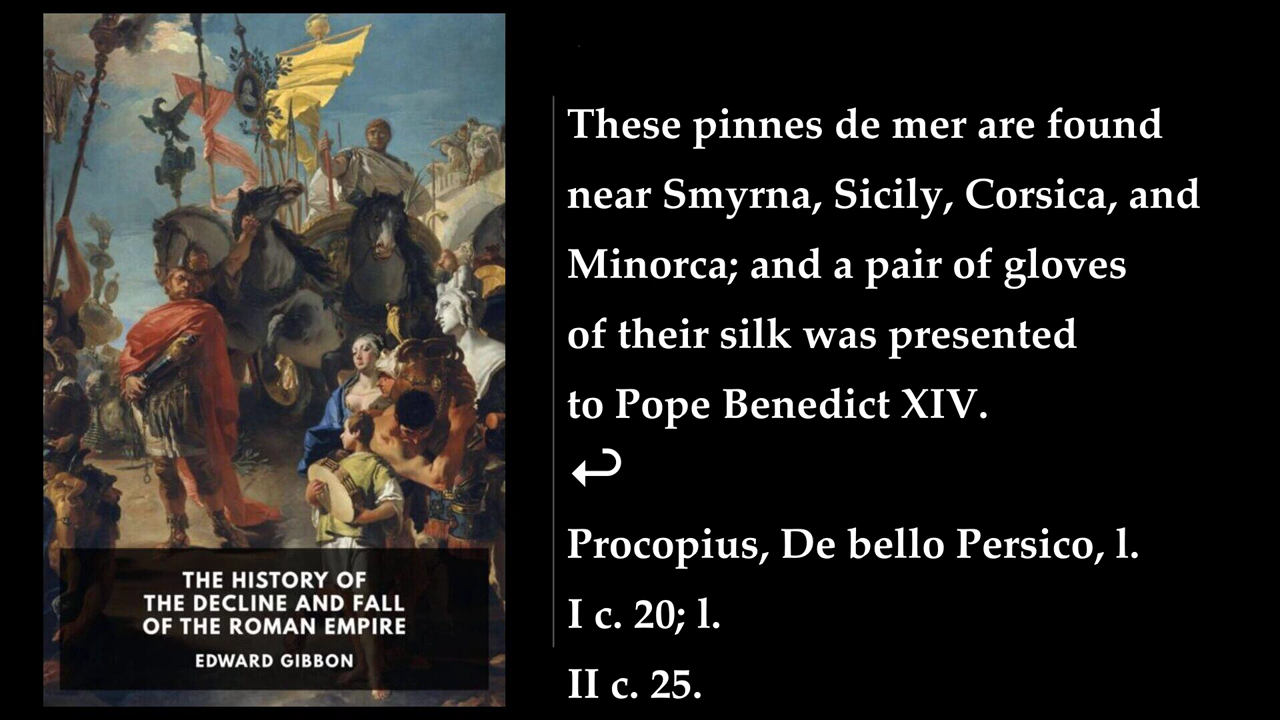 THE HISTORY OF
THE DECLINE AND FALL
OF THE ROMAN EMPIRE
EDWARD GIBBON
These pinnes de mer are found
near Smyrna, Sicily, Corsica, and
Minorca; and a pair of gloves
of their silk was presented
to Pope Benedict XIV.
↩
Procopius, De bello Persico, l.
I c. 20; l.
II c. 25.